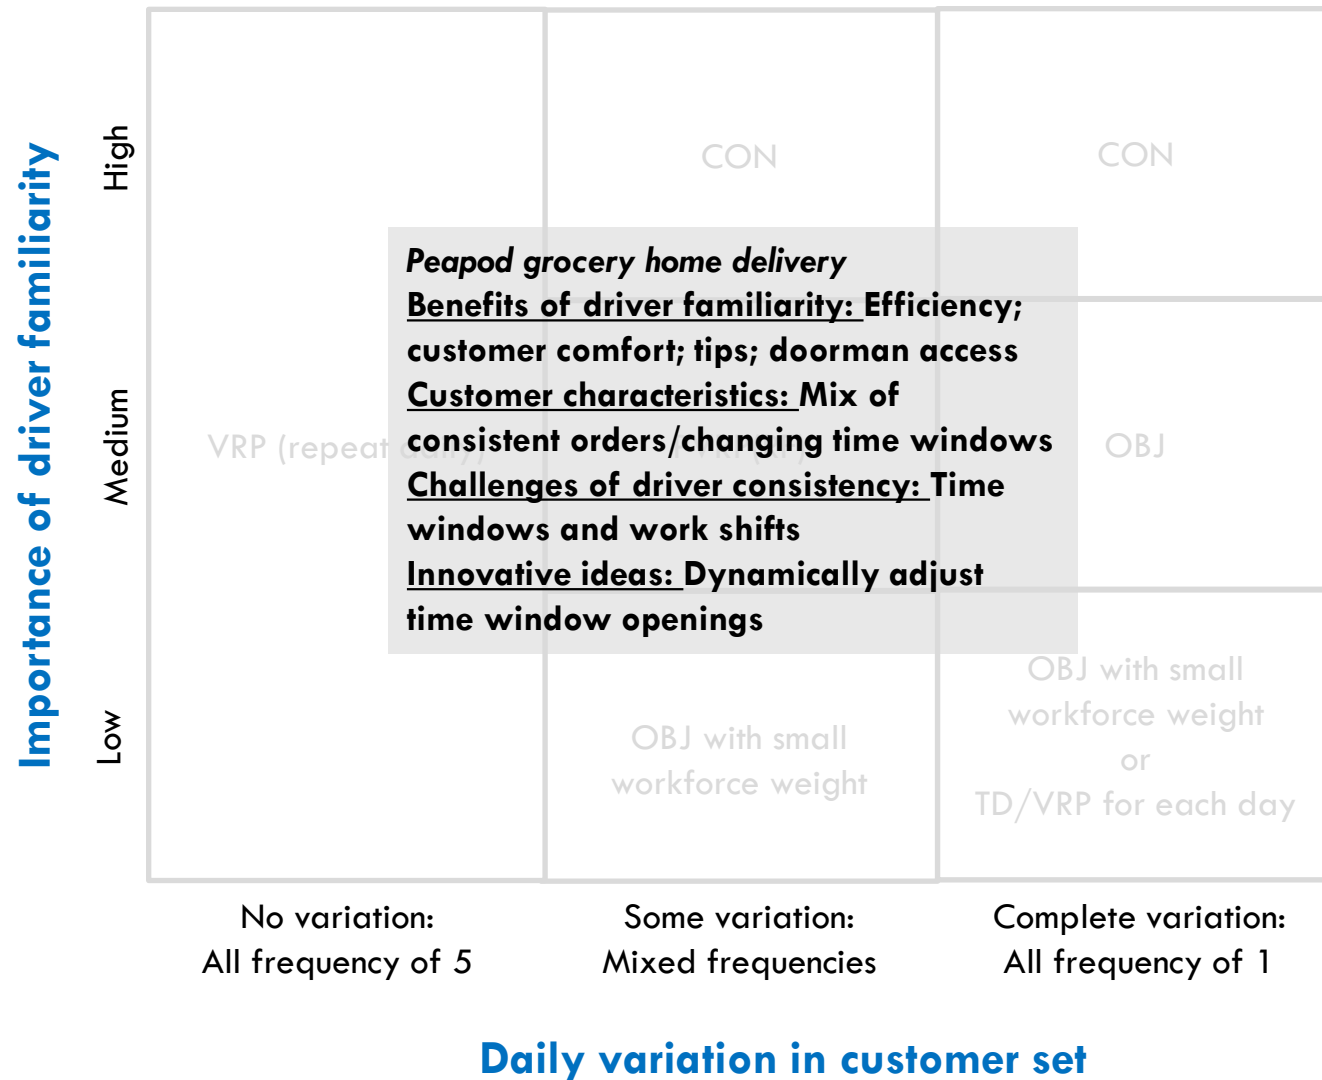 Importance of driver familiarity
High
Medium
Low
CON
CON
VRP (repeat
OBJ
OBJ with small
workforce weight
OBJ with small
workforce weight
or
TD/VRP for each day
Peapod grocery home delivery
Benefits of driver familiarity: Efficiency;
customer comfort; tips; doorman access
Customer characteristics: Mix of
consistent orders/changing time windows
Challenges of driver consistency: Time
windows and work shifts
Innovative ideas: Dynamically adjust
time window openings
No variation:
All frequency of 5
Some variation:
Mixed frequencies
Complete variation:
All frequency of 1
Daily variation in customer set